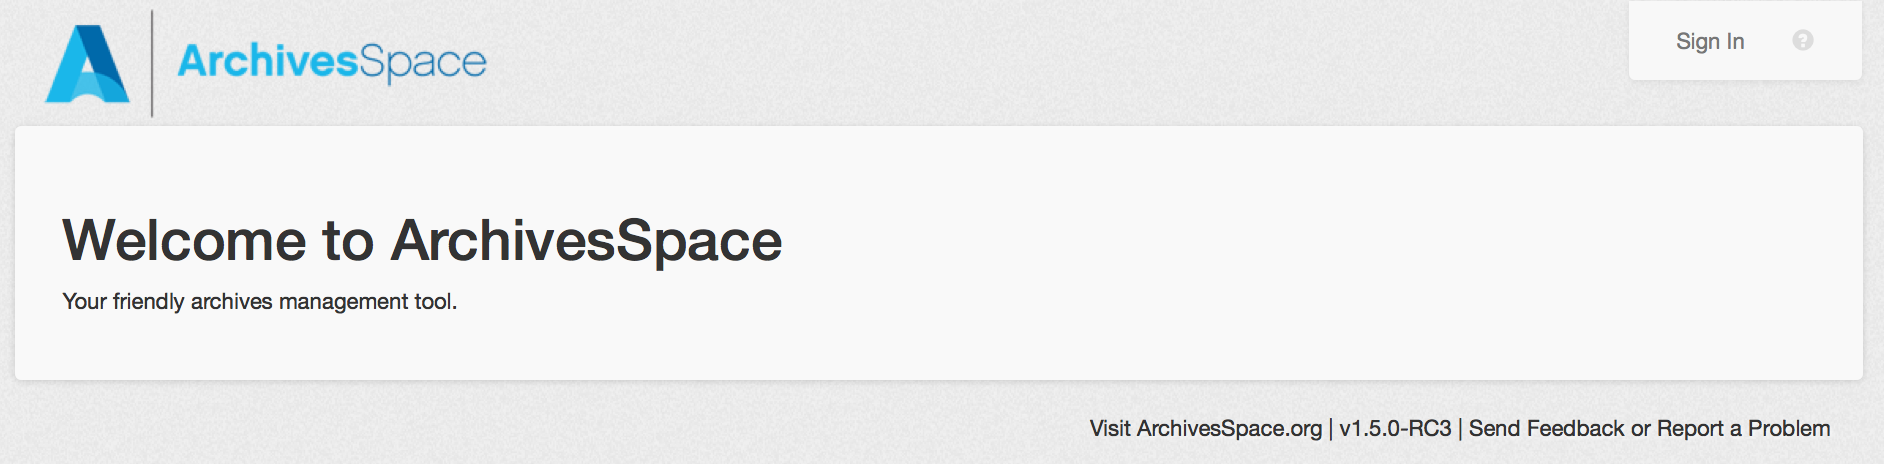 ArchivesSpace
Sign In ?
Welcome to ArchivesSpace
Your friendly archives management tool.
Visit ArchivesSpace.org | v1.5.0-RC3 | Send Feedback or Report a Problem